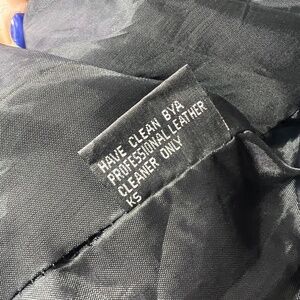 HAVE CLEAN BYA
PROFESSIONAL LEATHER
CLEANER ONLY
KS